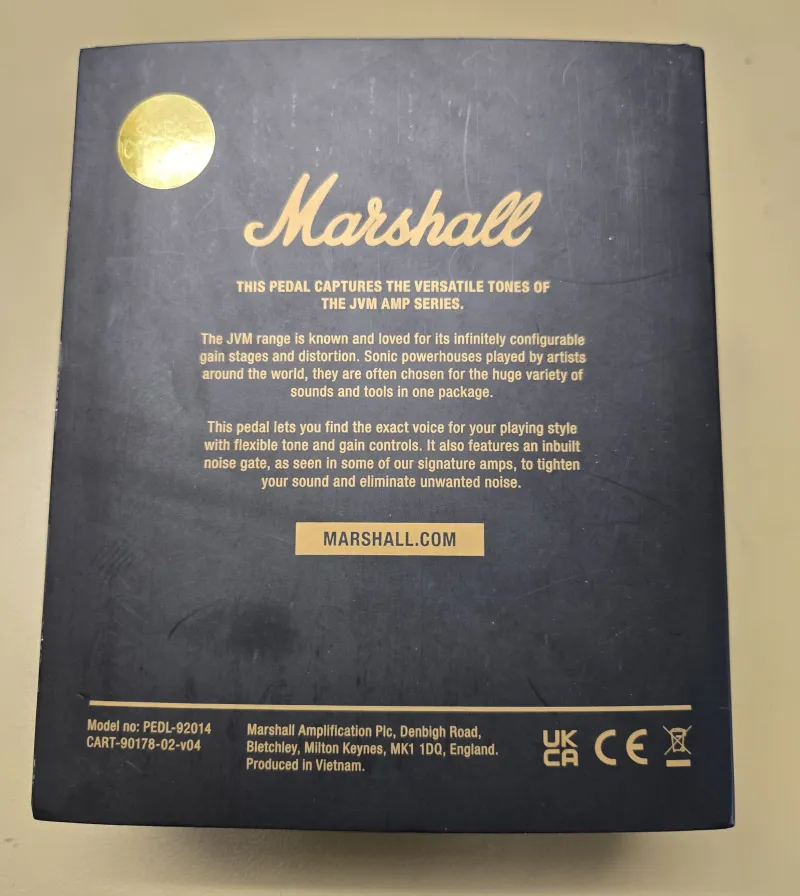 Marshall
THIS PEDAL CAPTURES THE VERSATILE TONES OF
THE JVM AMP SERIES.
The JVM range is known and loved for its infinitely configurable
gain stages and distortion. Sonic powerhouses played by artists
around the world, they are often chosen for the huge variety of
sounds and tools in one package.
This pedal lets you find the exact voice for your playing style
with flexible tone and gain controls. It also features an inbuilt
noise gate, as seen in some of our signature amps, to tighten
your sound and eliminate unwanted noise.
MARSHALL.COM
Model no: PEDL-92014
CART-90178-02-v04
Marshall Amplification Plc, Denbigh Road,
Bletchley, Milton Keynes, MK1 1DQ, England.
Produced in Vietnam.
UK
CA
CE